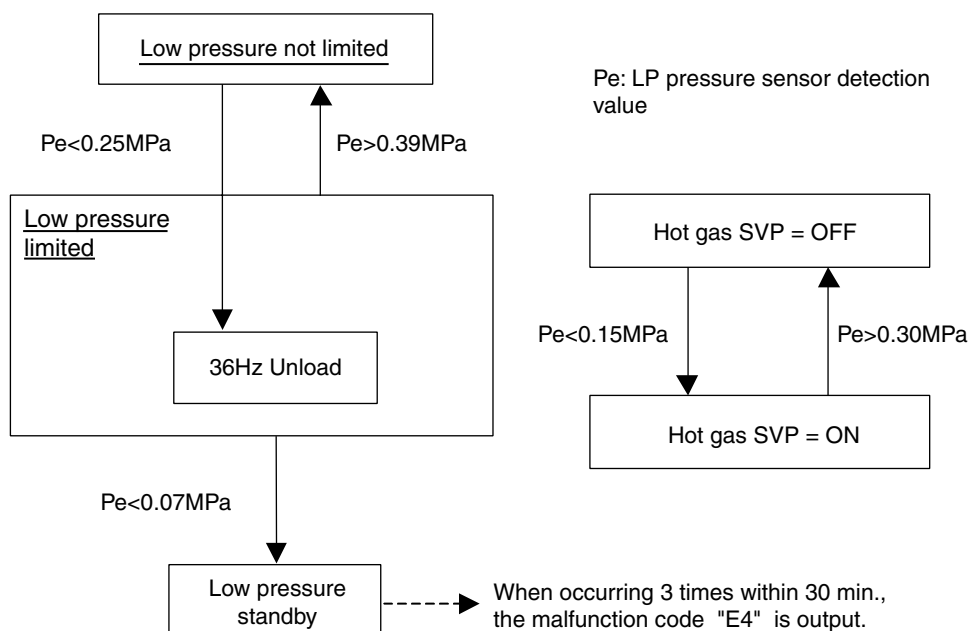 Low pressure not limited
Pe: LP pressure sensor detection
value
Pe<0.25MPa
Pe>0.39MPa
Low pressure
limited
36Hz Unload
Hot gas SVP = OFF
Pe<0.15MPa
Pe>0.30MPa
Hot gas SVP = ON
Pe<0.07MPa
Low pressure
standby
When occurring 3 times within 30 min.,
the malfunction code "E4" is output.